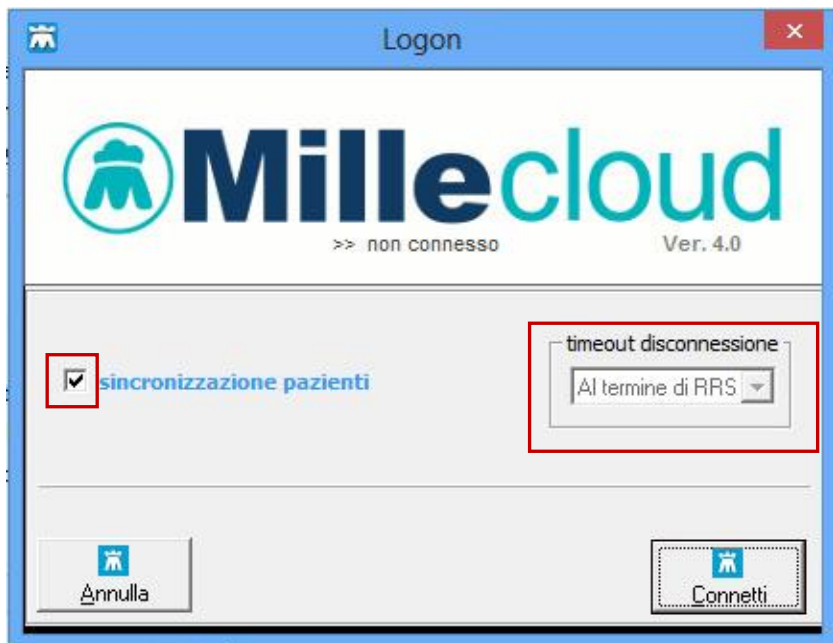 Logon
Millecloud
>> non connesso
Ver. 4.0
timeout disconnessione
sincronizzazione pazienti
Al termine di RRS
Annulla
Connetti